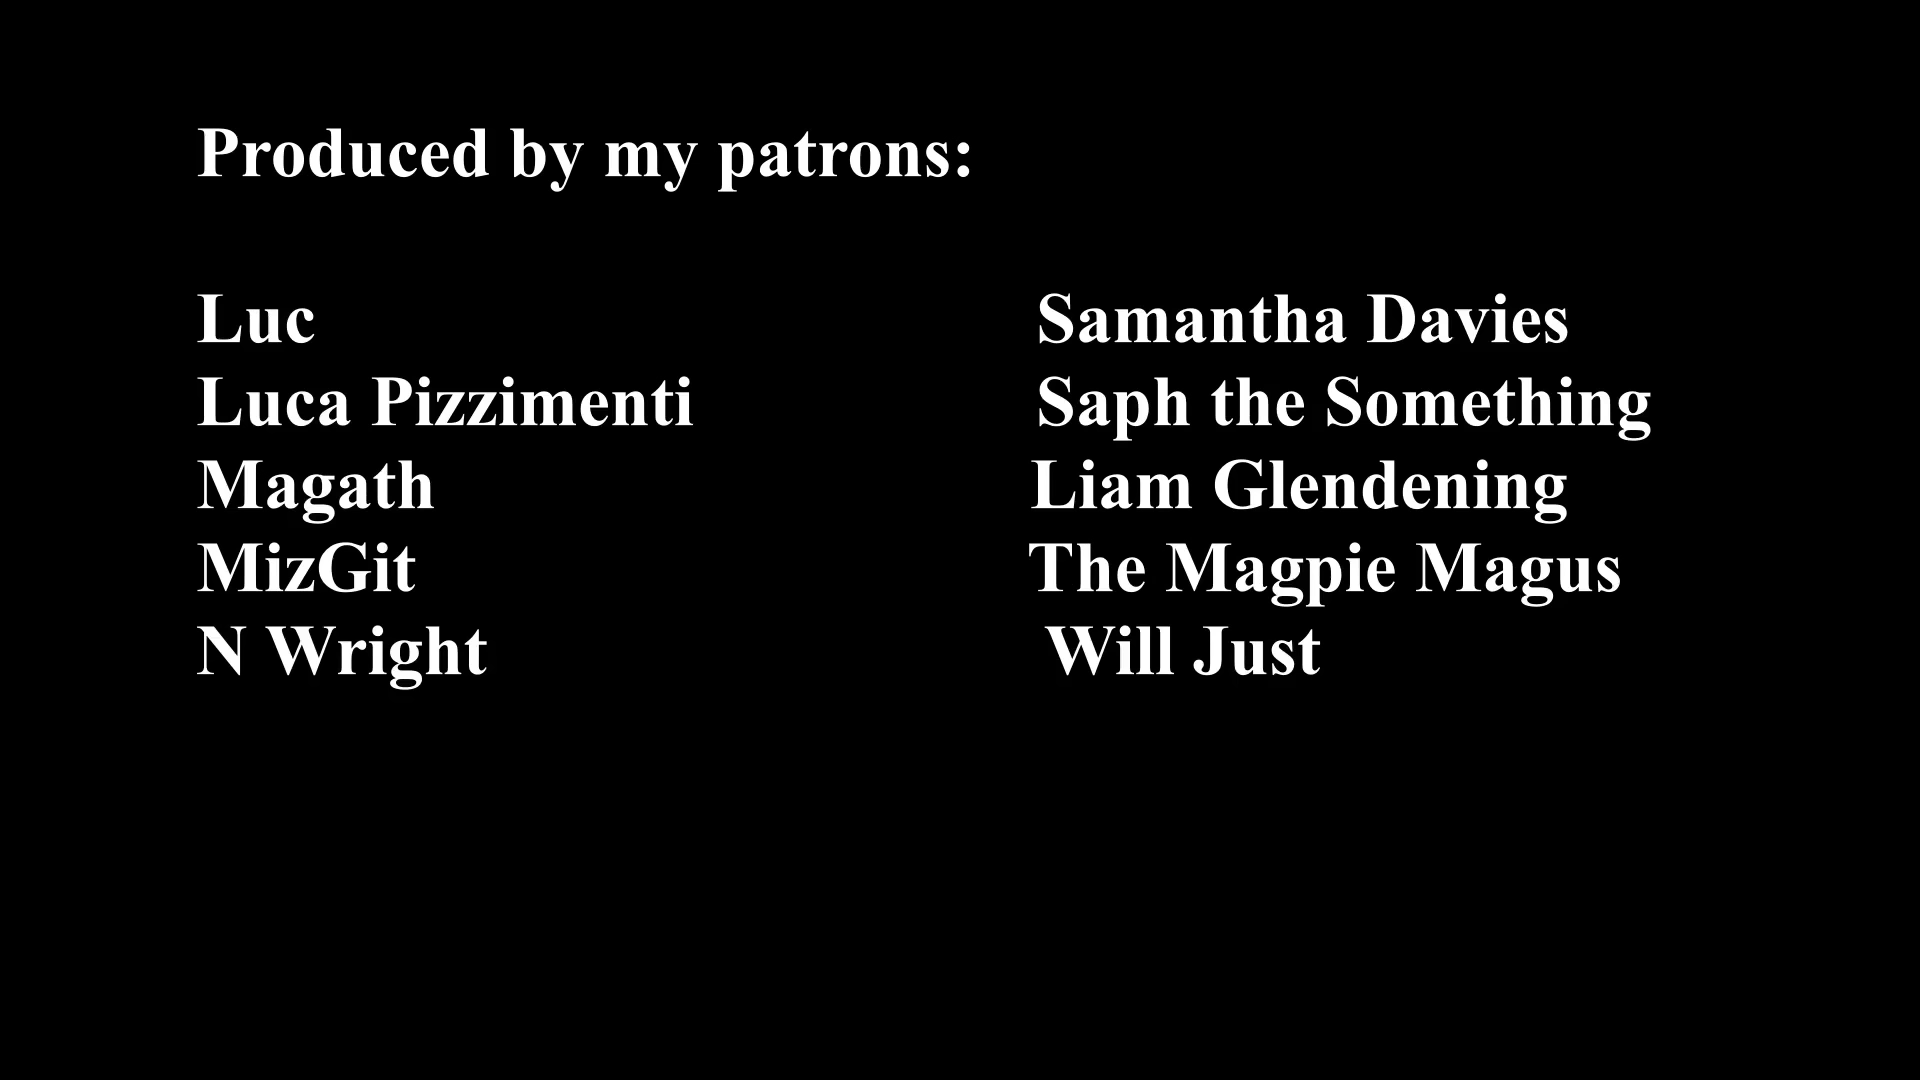 Produced by my patrons:
Luc
Luca Pizzimenti
Magath
MizGit
N Wright
Samantha Davies
Saph the Something
Liam Glendening
The Magpie Magus
Will Just